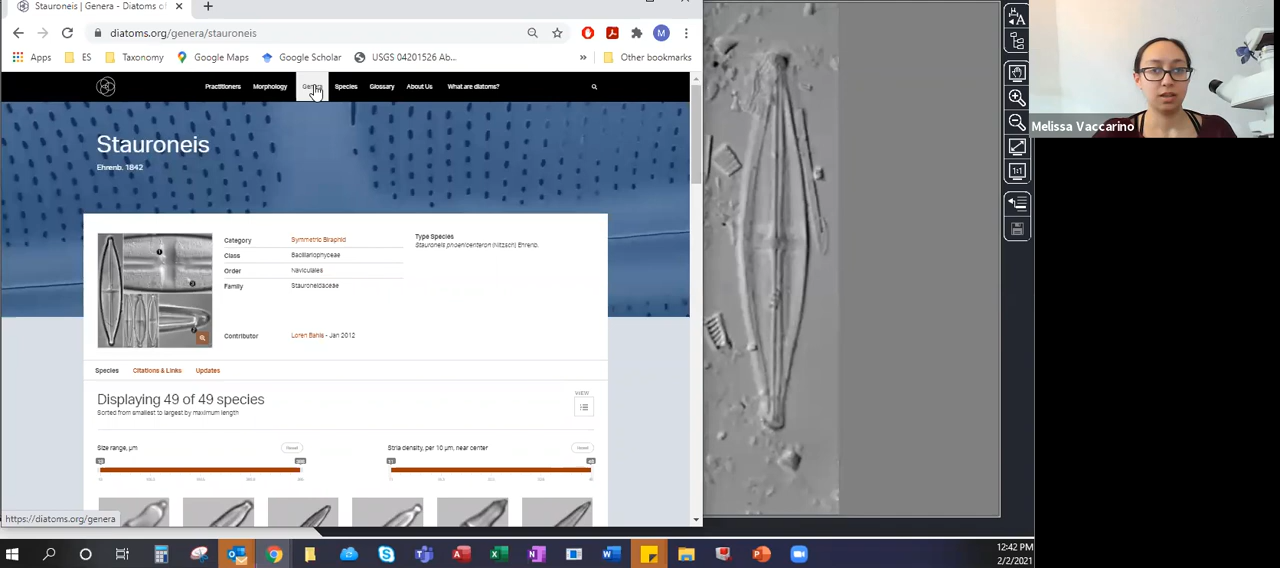 Stauroneis | Genera - Diatoms of
diatoms.org/genera/stauroneis
M
Apps
ES
Taxonomy
Google Maps
Google Scholar
USGS 04201526 Ab...
»
Other bookmarks
Practitioners
Morphology
Genera
Species
Glossary
About Us
What are diatoms?
Stauroneis
Ehrenb. 1842
Category
Symmetric Biraphid
Class
Bacillariophyceae
Order
Naviculales
Family
Stauroneidaceae
Contributor
Loren Bahls - Jan 2012
Type Species
Stauroneis phoenicenteron (Nitzsch) Ehrenb.
Species
Citations & Links
Updates
Displaying 49 of 49 species
Sorted from smallest to largest by maximum length
VIEW
Size range, µm
Stria density, per 10 µm, near center
https://diatoms.org/genera
1:1
Melissa Vaccarino
12:42 PM
2/2/2021